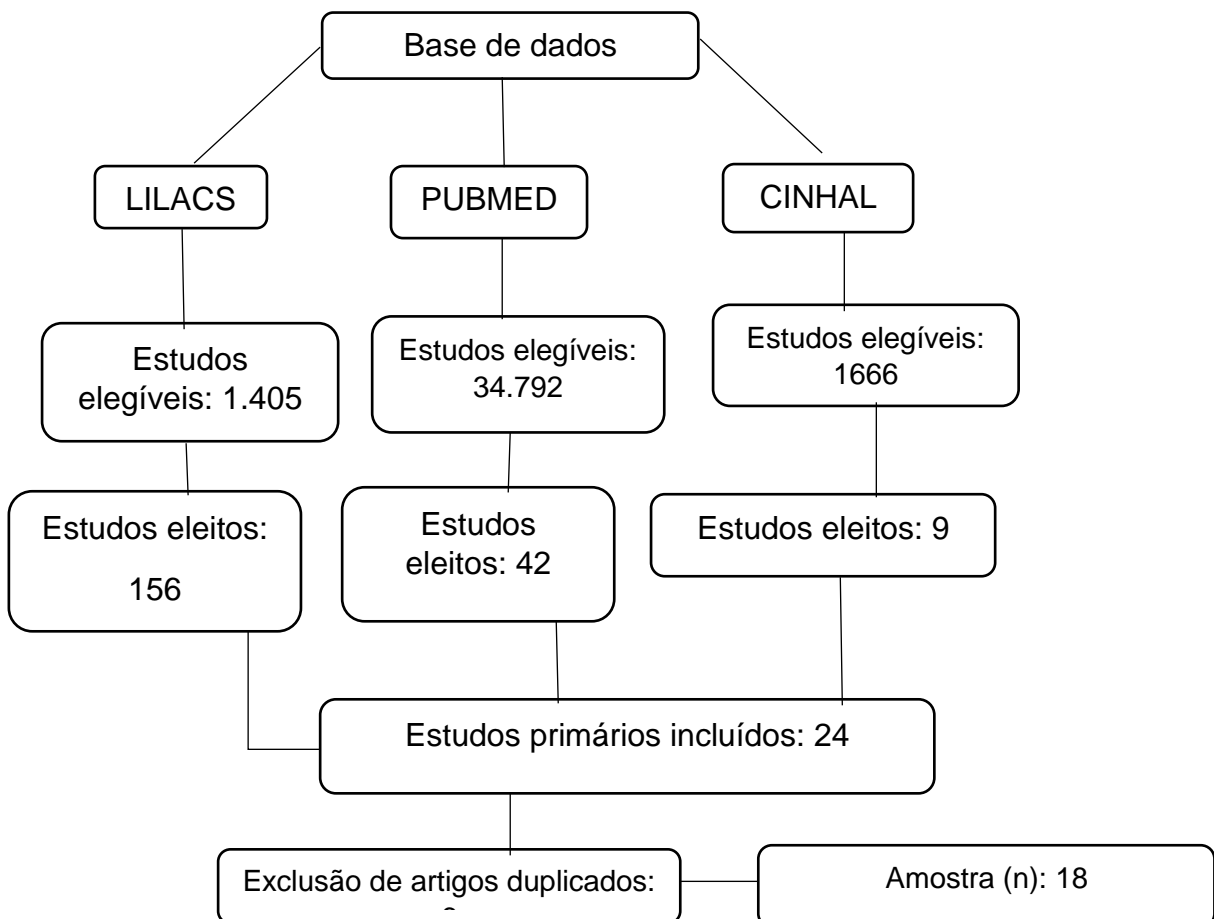 Base de dados
LILACS
PUBMED
CINHAL
Estudos
elegíveis: 1.405
Estudos elegíveis:
34.792
Estudos elegíveis:
1666
Estudos eleitos:
156
Estudos
eleitos: 42
Estudos eleitos: 9
Estudos primários incluídos: 24
Exclusão de artigos duplicados:
Amostra (n): 18